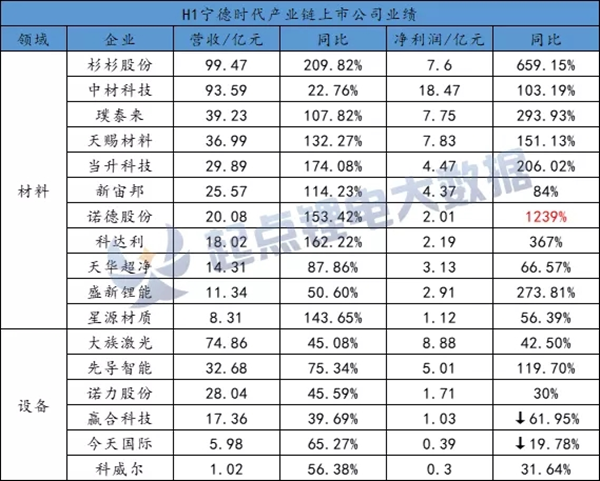 H1宁德时代产业链上市公司业绩
领域 企业 营收/亿元 同比 净利润/亿元 同比
材料
杉杉股份 99.47 209.82% 7.6 659.15%
中材科技 93.59 22.76% 18.47 103.19%
璞泰来 39.23 107.82% 7.75 293.93%
天赐材料 36.99 132.27% 7.83 151.13%
当升科技 29.89 174.08% 4.47 206.02%
新宙邦 25.57 114.23% 4.37 84%
诺德股份 20.08 153.42% 2.01 1239%
科达利 18.02 162.22% 2.19 367%
天华超净 14.31 87.86% 3.13 66.57%
盛新锂能 11.34 50.60% 2.91 273.81%
星源材质 8.31 143.65% 1.12 56.39%
设备
大族激光 74.86 45.08% 8.88 42.50%
先导智能 32.68 75.34% 5.01 119.70%
诺力股份 28.04 45.59% 1.71 30%
赢合科技 17.36 39.69% 1.03 ↓61.95%
今天国际 5.98 65.27% 0.39 ↓19.78%
科威尔 1.02 56.38% 0.3 31.64%
起点锂电大数据